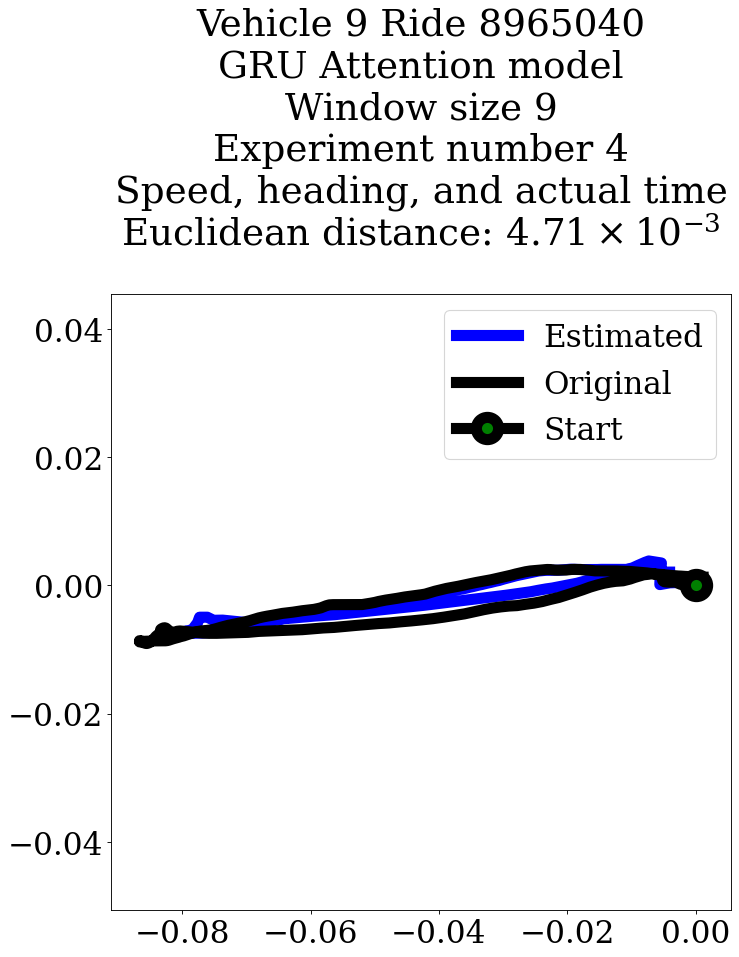 Vehicle 9 Ride 8965040
GRU Attention model
Window size 9
Experiment number 4
Speed, heading, and actual time
Euclidean distance: 4.71 × 10⁻³
0.04
0.02
0.00
−0.02
−0.04
Estimated
Original
Start
−0.08
−0.06
−0.04
−0.02
0.00